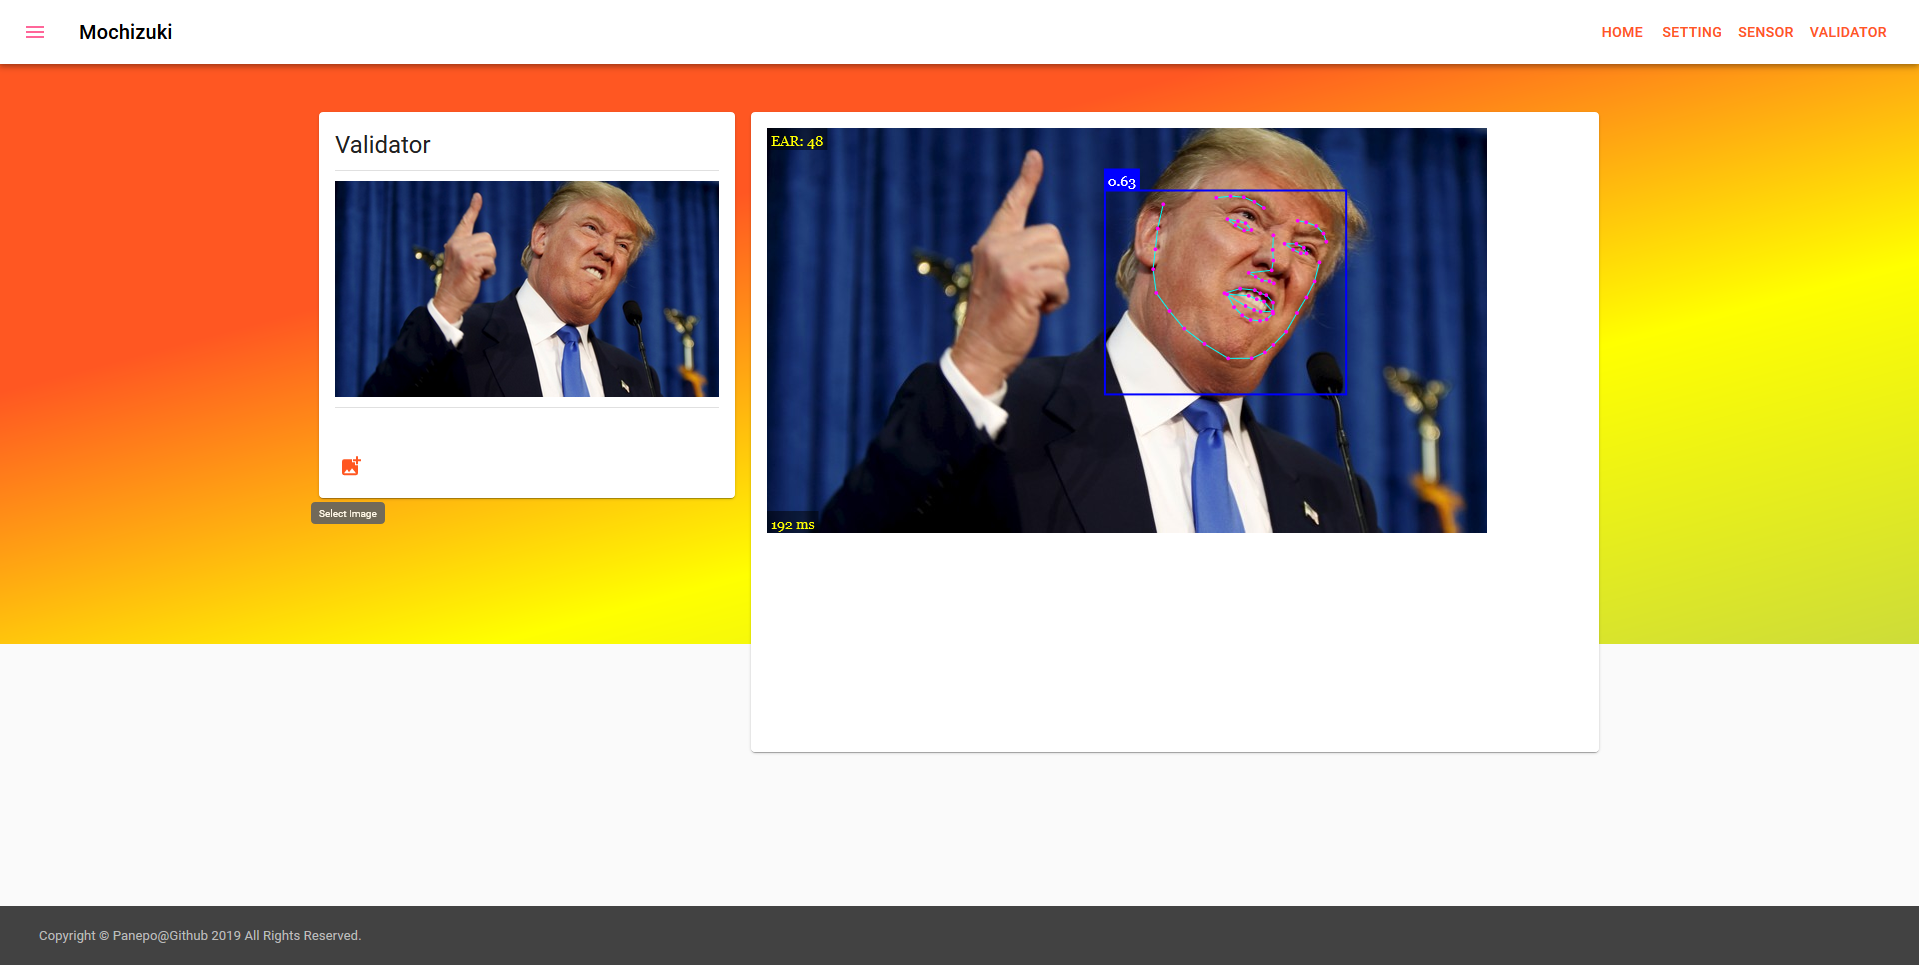 Mochizuki
HOME SETTING SENSOR VALIDATOR
Validator
Select Image
EAR: 48
0.63
192 ms
Copyright © Panepo@Github 2019 All Rights Reserved.